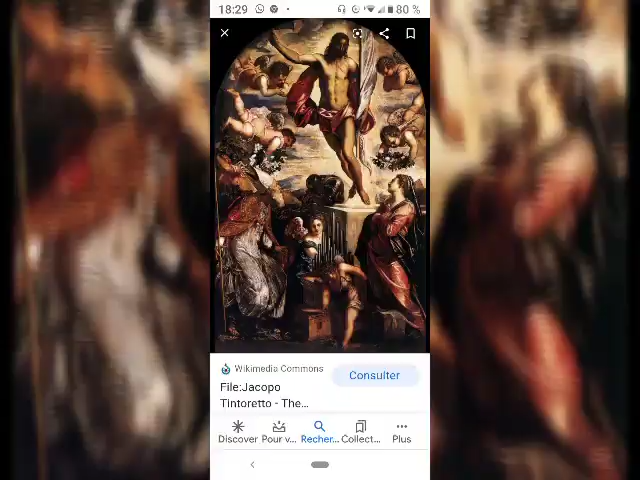 18:29 80 %
Wikimedia Commons
Consulter
File:Jacopo
Tintoretto - The...
Discover Pour v... Recher... Collect... Plus